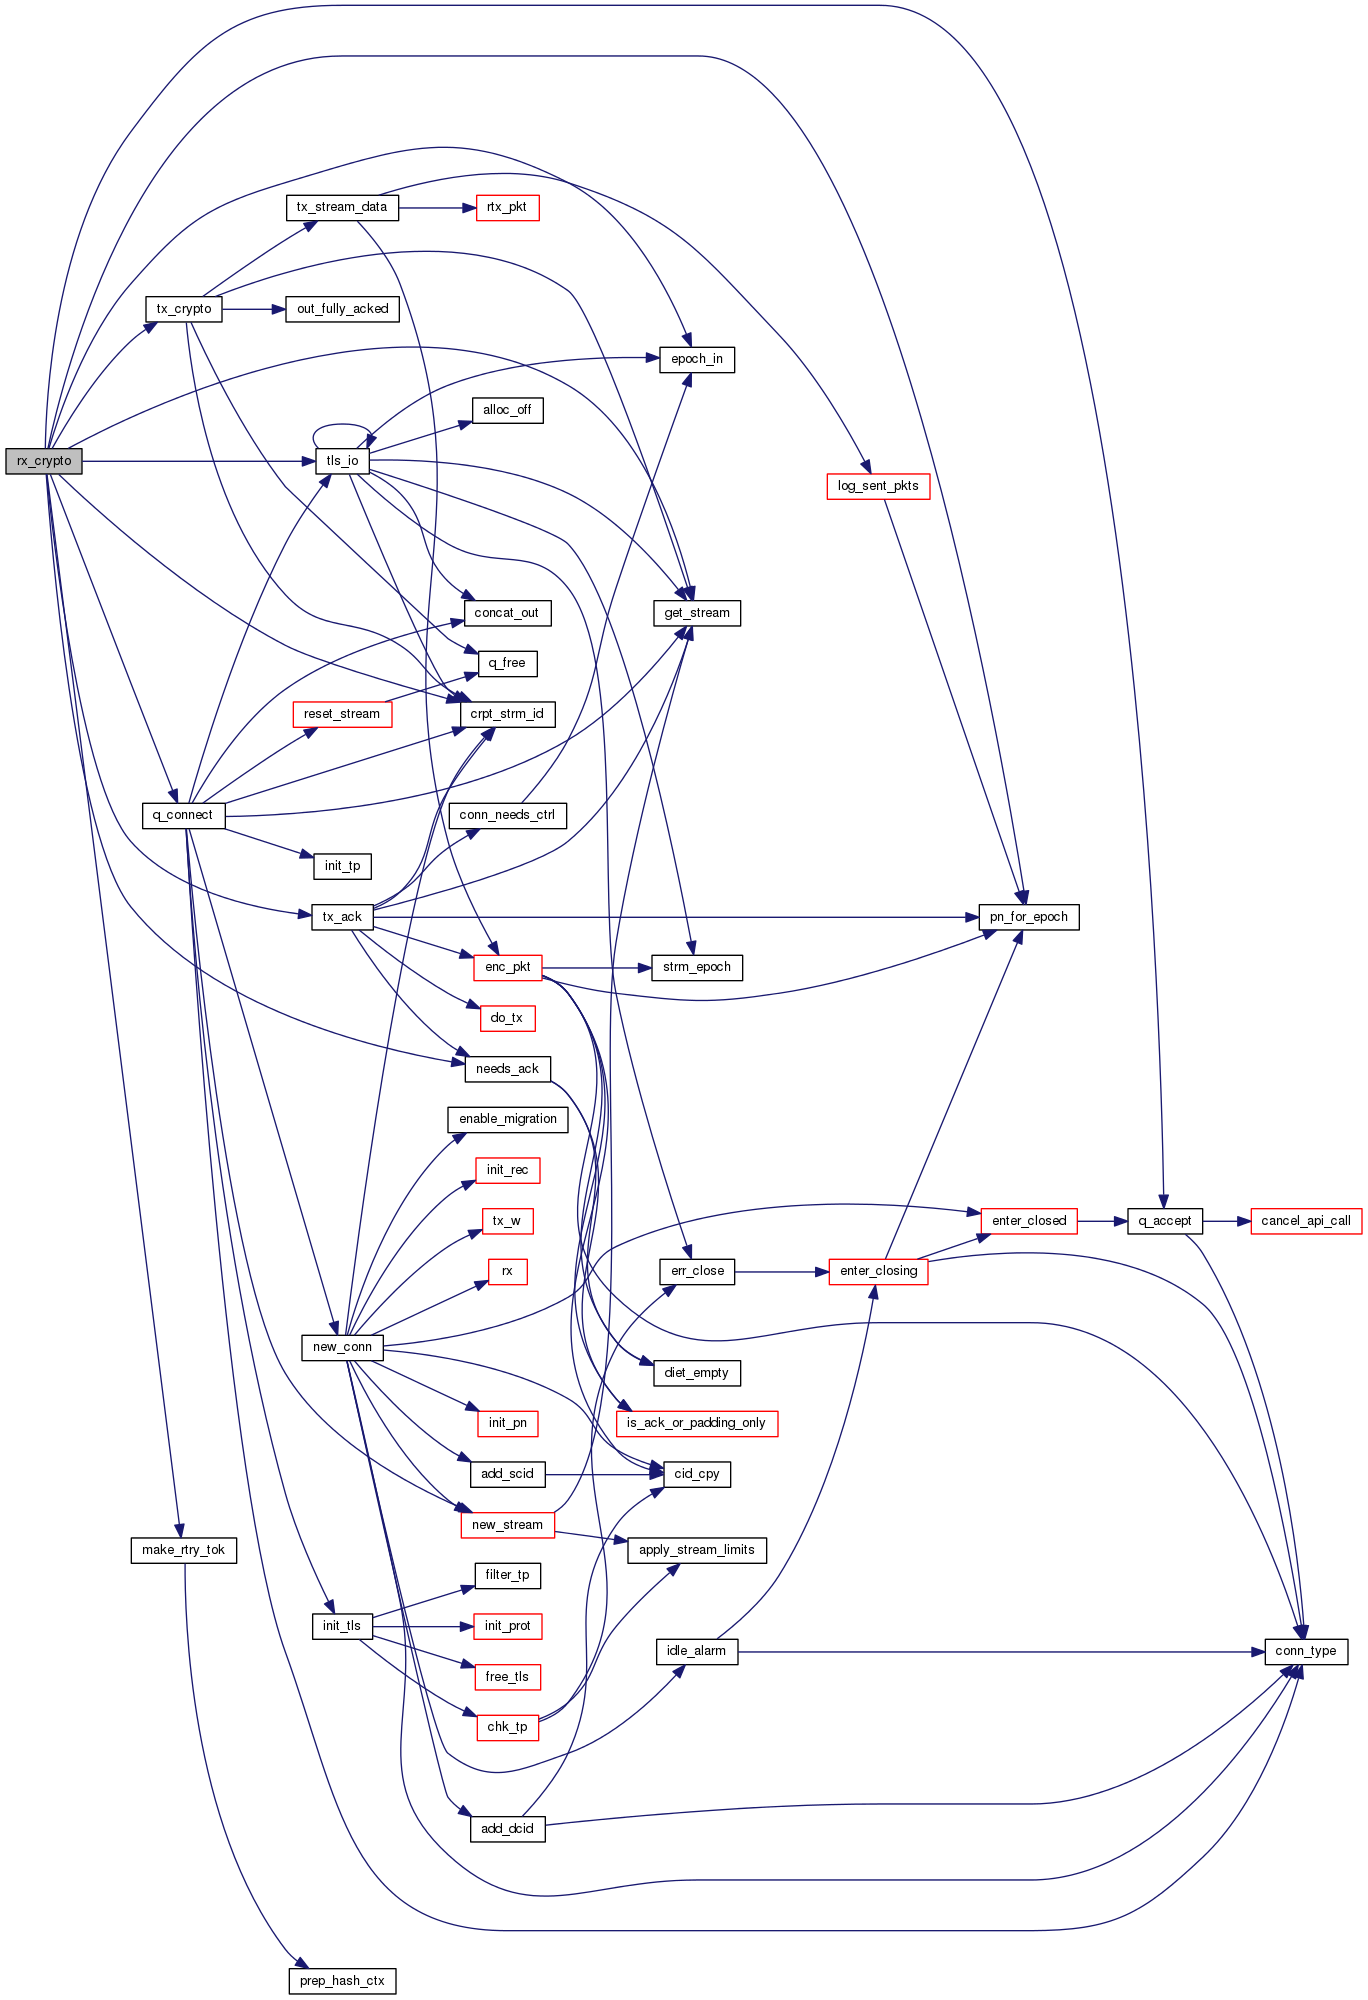 tx_stream_data
rtx_pkt
tx_crypto
out_fully_acked
epoch_in
alloc_off
rx_crypto
tls_io
log_sent_pkts
concat_out
get_stream
q_free
reset_stream
crpt_strm_id
q_connect
conn_needs_ctrl
init_tp
tx_ack
pn_for_epoch
enc_pkt
strm_epoch
do_tx
needs_ack
enable_migration
init_rec
tx_w
enter_closed
q_accept
cancel_api_call
rx
err_close
enter_closing
new_conn
diet_empty
init_pn
is_ack_or_padding_only
add_scid
cid_cpy
new_stream
make_rtry_tok
apply_stream_limits
filter_tp
init_tls
init_prot
idle_alarm
conn_type
free_tls
chk_tp
add_dcid
prep_hash_ctx